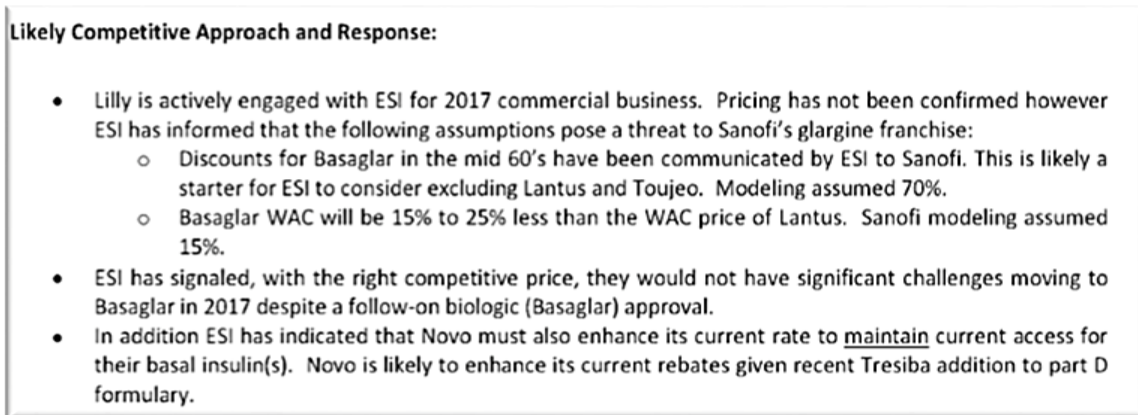 Likely Competitive Approach and Response:
• Lilly is actively engaged with ESI for 2017 commercial business. Pricing has not been confirmed however
ESI has informed that the following assumptions pose a threat to Sanofi's glargine franchise:
o Discounts for Basaglar in the mid 60's have been communicated by ESI to Sanofi. This is likely a
starter for ESI to consider excluding Lantus and Toujeo. Modeling assumed 70%.
o Basaglar WAC will be 15% to 25% less than the WAC price of Lantus. Sanofi modeling assumed
15%.
• ESI has signaled, with the right competitive price, they would not have significant challenges moving to
Basaglar in 2017 despite a follow-on biologic (Basaglar) approval.
• In addition ESI has indicated that Novo must also enhance its current rate to maintain current access for
their basal insulin(s). Novo is likely to enhance its current rebates given recent Tresiba addition to part D
formulary.